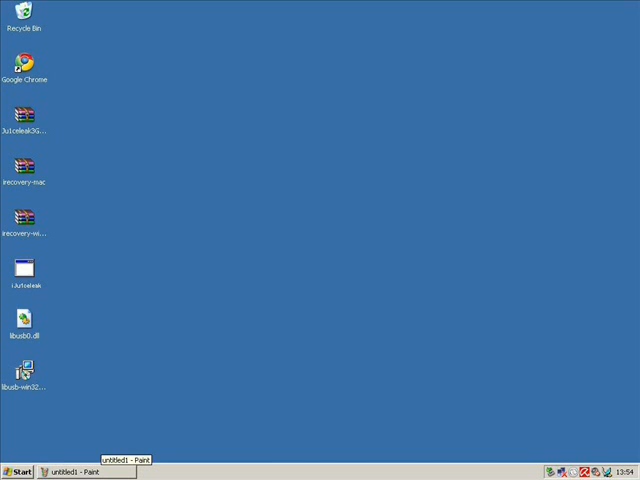 Recycle Bin
Google Chrome
Ju1celeak3G...
irecovery-mac
irecovery-wi...
iJu1celeak
libusb0.dll
libusb-win32...
untitled1 - Paint
Start
untitled1 - Paint
13:54